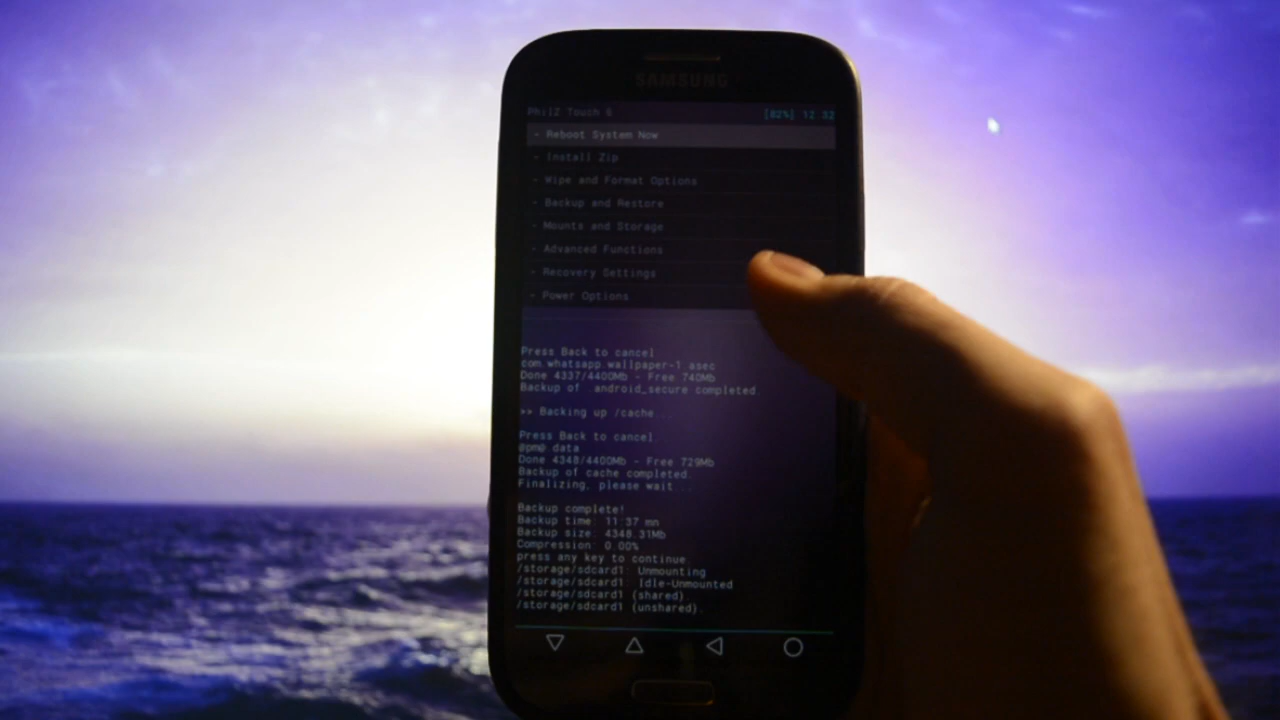 SAMSUNG
PhilZ Touch 6 [82%] 12:32
- Reboot System Now
- Install Zip
- Wipe and Format Options
- Backup and Restore
- Mounts and Storage
- Advanced Functions
- Recovery Settings
- Power Options
Press Back to cancel
com.whatsapp.wallpaper-1.asec
Done 4337/4400Mb - Free 740Mb
Backup of android_secure completed.
>> Backing up /cache...
Press Back to cancel
@pm@ data
Done 4348/4400Mb - Free 729Mb
Backup of cache completed.
Finalizing, please wait...
Backup complete!
Backup time: 11:37 mn
Backup size: 4348.31Mb
Compression: 0.00%
press any key to continue.
/storage/sdcard1: Unmounting
/storage/sdcard1: Idle-Unmounted
/storage/sdcard1 (shared).
/storage/sdcard1 (unshared).